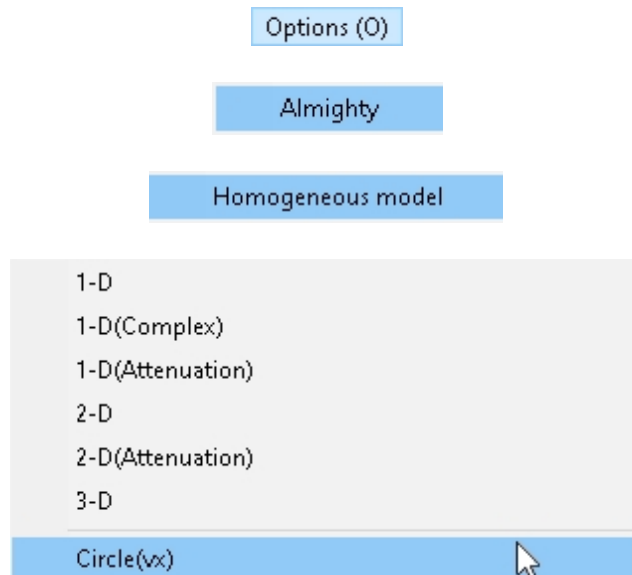 Options (O)
Almighty
Homogeneous model
1-D
1-D(Complex)
1-D(Attenuation)
2-D
2-D(Attenuation)
3-D
Circle(vx)